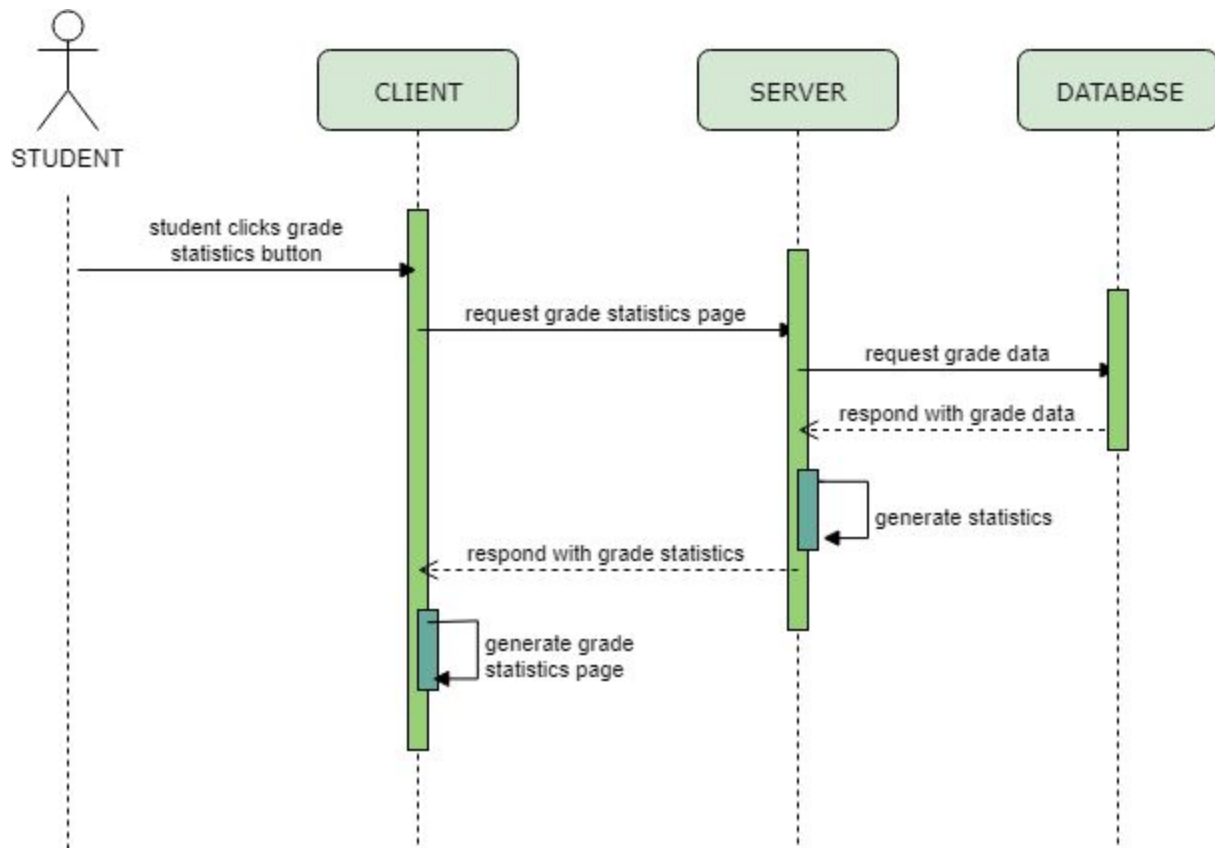 CLIENT
SERVER
DATABASE
STUDENT
student clicks grade
statistics button
request grade statistics page
request grade data
respond with grade data
generate statistics
respond with grade statistics
generate grade
statistics page